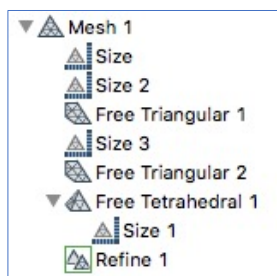 Mesh 1
Size
Size 2
Free Triangular 1
Size 3
Free Triangular 2
Free Tetrahedral 1
Size 1
Refine 1